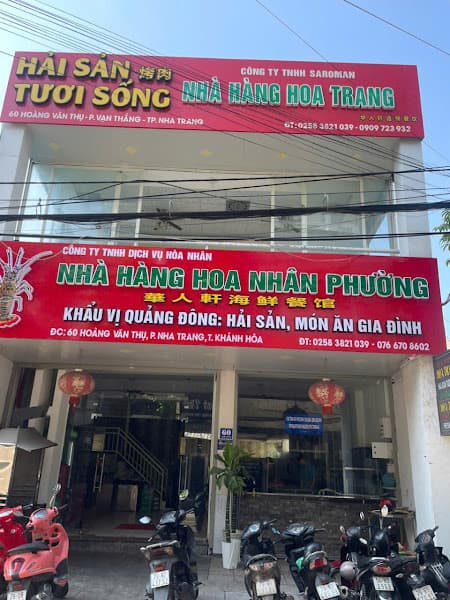 HẢI SẢN 烤肉
TƯƠI SỐNG
CÔNG TY TNHH SAROMAN
NHÀ HÀNG HOA TRANG
60 HOÀNG VĂN THỤ - P. VẠN THẮNG - TP. NHA TRANG
ĐT: 0258 3821 039 - 0909 723 932
CÔNG TY TNHH DỊCH VỤ HÒA NHÂN
NHÀ HÀNG HOA NHÂN PHƯỜNG
華人軒海鮮餐馆
KHẨU VỊ QUẢNG ĐÔNG: HẢI SẢN, MÓN ĂN GIA ĐÌNH
ĐC: 60 HOÀNG VĂN THỤ, P. NHA TRANG, T. KHÁNH HÒA
ĐT: 0258 3821 039 - 076 670 8602
60